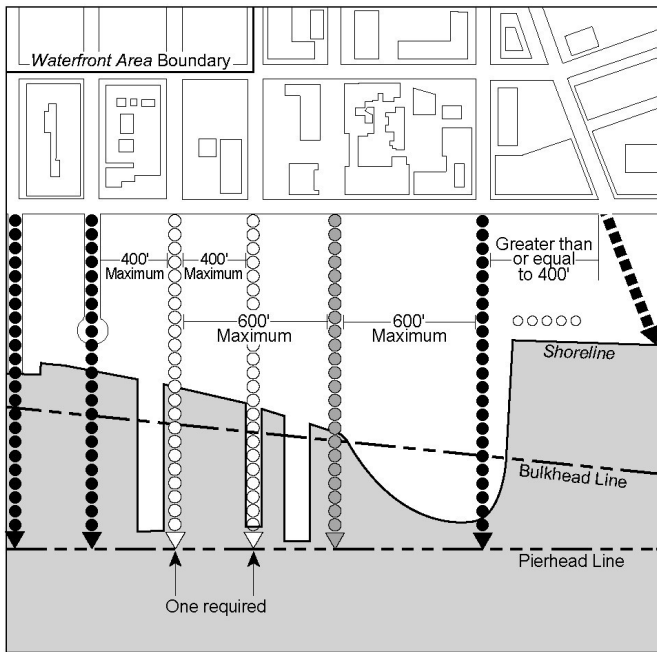 Waterfront Area Boundary
Greater than
or equal
to 400'
400'
Maximum
400'
Maximum
600'
Maximum
600'
Maximum
Shoreline
Bulkhead Line
Pierhead Line
One required